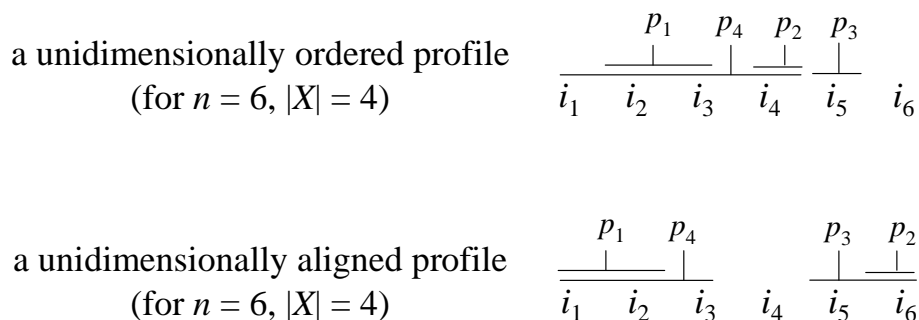 p₁ p₄ p₂ p₃
a unidimensionally ordered profile
(for n = 6, |X| = 4)
i₁ i₂ i₃ i₄ i₅ i₆
p₁ p₄ p₃ p₂
a unidimensionally aligned profile
(for n = 6, |X| = 4)
i₁ i₂ i₃ i₄ i₅ i₆